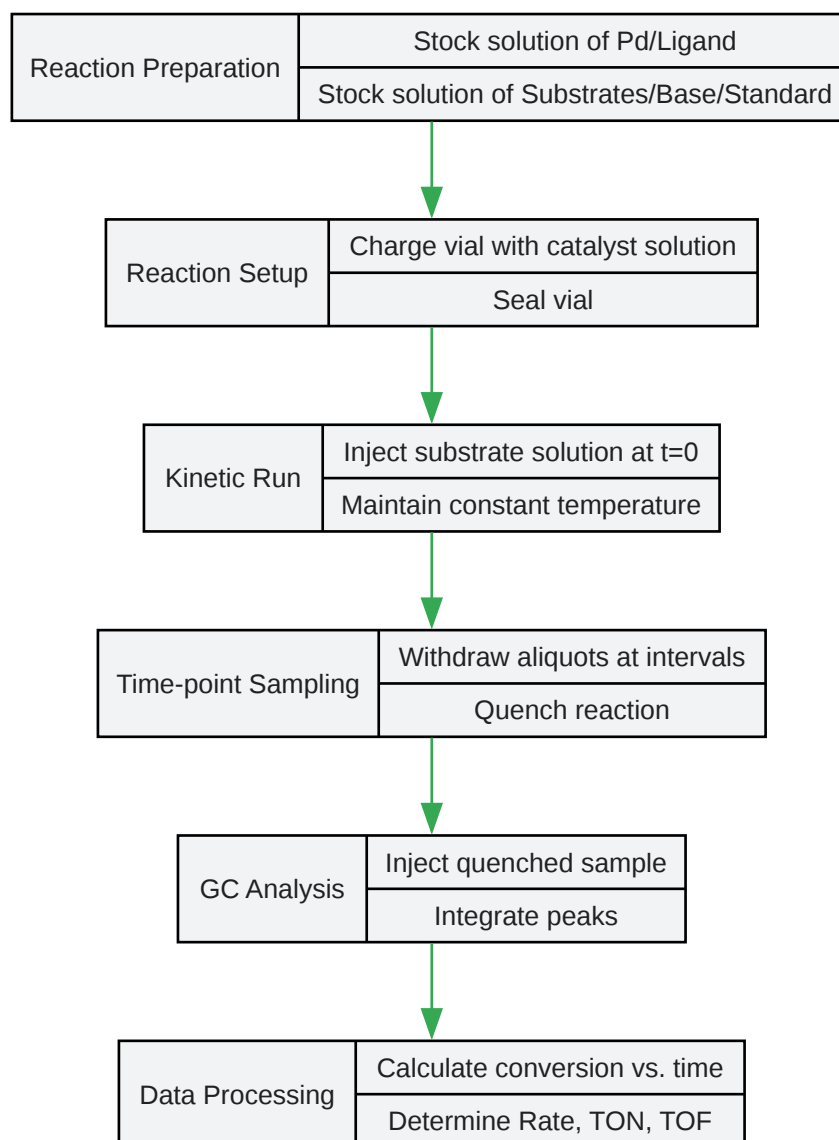 Reaction Preparation
Stock solution of Pd/Ligand
Stock solution of Substrates/Base/Standard
Reaction Setup
Charge vial with catalyst solution
Seal vial
Kinetic Run
Inject substrate solution at t=0
Maintain constant temperature
Time-point Sampling
Withdraw aliquots at intervals
Quench reaction
GC Analysis
Inject quenched sample
Integrate peaks
Data Processing
Calculate conversion vs. time
Determine Rate, TON, TOF